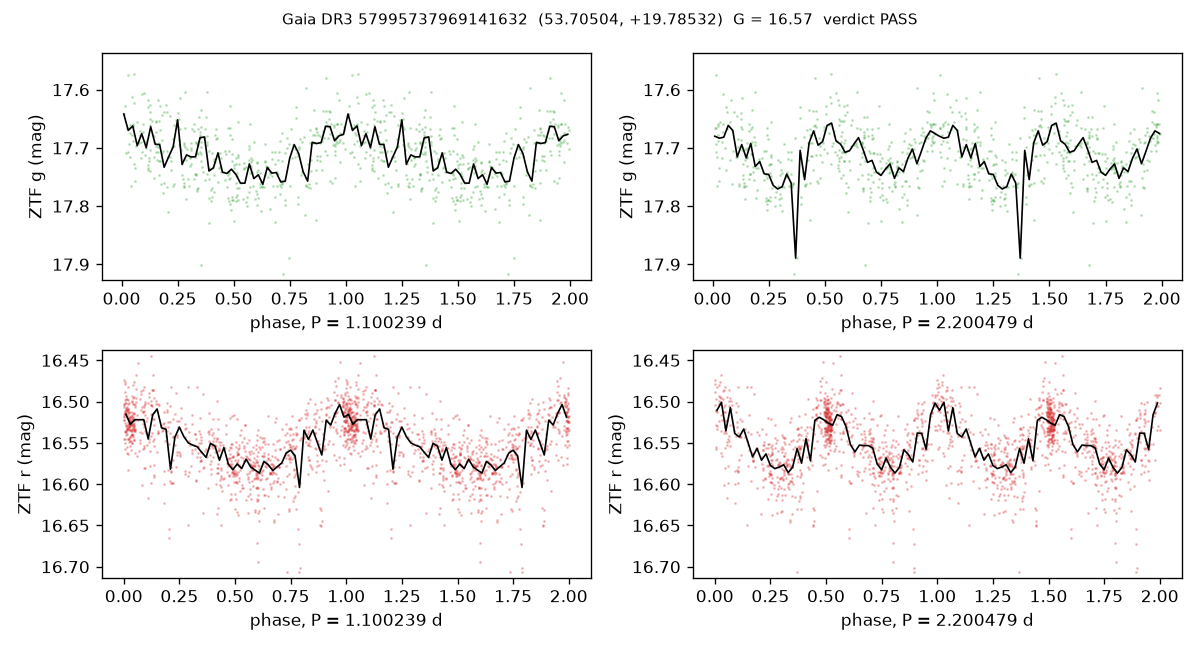 Gaia DR3 57995737969141632 (53.70504, +19.78532) G = 16.57 verdict PASS
ZTF g (mag)
17.6
17.7
17.8
17.9
0.00 0.25 0.50 0.75 1.00 1.25 1.50 1.75 2.00
phase, P = 1.100239 d
ZTF g (mag)
17.6
17.7
17.8
17.9
0.00 0.25 0.50 0.75 1.00 1.25 1.50 1.75 2.00
phase, P = 2.200479 d
ZTF r (mag)
16.45
16.50
16.55
16.60
16.65
16.70
0.00 0.25 0.50 0.75 1.00 1.25 1.50 1.75 2.00
phase, P = 1.100239 d
ZTF r (mag)
16.45
16.50
16.55
16.60
16.65
16.70
0.00 0.25 0.50 0.75 1.00 1.25 1.50 1.75 2.00
phase, P = 2.200479 d